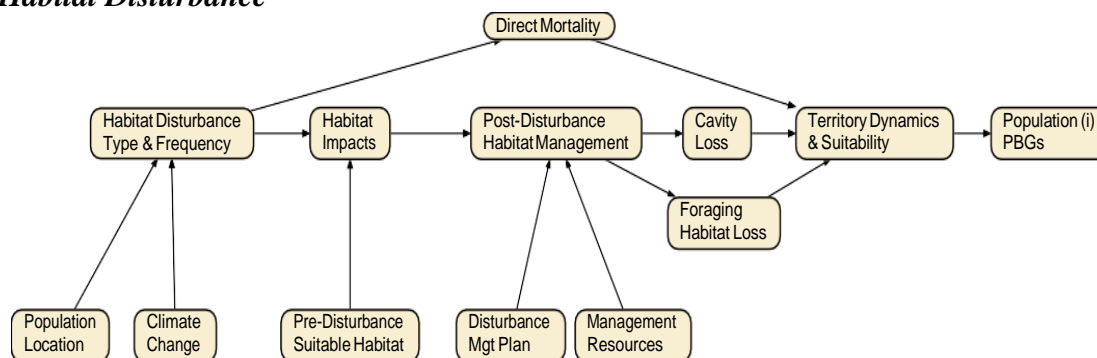 Habitat Disturbance
Direct Mortality
Habitat Disturbance
Type & Frequency
Habitat
Impacts
Post-Disturbance
Habitat Management
Cavity
Loss
Territory Dynamics
& Suitability
Population (i)
PBGs
Foraging
Habitat Loss
Population
Location
Climate
Change
Pre-Disturbance
Suitable Habitat
Disturbance
Mgt Plan
Management
Resources